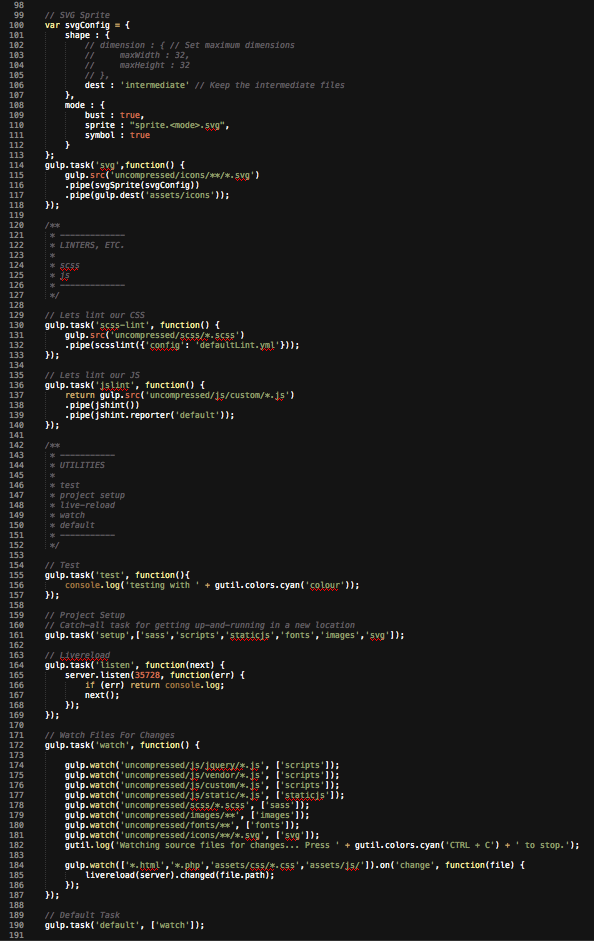 98
99 // SVG Sprite
100 var svgConfig = {
101     shape : {
102         // dimension : { // Set maximum dimensions
103         //     maxWidth : 32,
104         //     maxHeight : 32
105         // },
106         dest : 'intermediate' // Keep the intermediate files
107     },
108     mode : {
109         bust : true,
110         sprite : "sprite.<mode>.svg",
111         symbol : true
112     }
113 };
114 gulp.task('svg',function() {
115     gulp.src('uncompressed/icons/**/*.svg')
116     .pipe(svgSprite(svgConfig))
117     .pipe(gulp.dest('assets/icons'));
118 });
119
120 /**
121  * -------------
122  * LINTERS, ETC.
123  *
124  * scss
125  * js
126  * -------------
127  */
128
129 // Lets lint our CSS
130 gulp.task('scss-lint', function() {
131     gulp.src('uncompressed/scss/*.scss')
132     .pipe(scsslint({'config': 'defaultLint.yml'}));
133 });
134
135 // Lets lint our JS
136 gulp.task('jslint', function() {
137     return gulp.src('uncompressed/js/custom/*.js')
138     .pipe(jshint())
139     .pipe(jshint.reporter('default'));
140 });
141
142 /**
143  * -----------
144  * UTILITIES
145  *
146  * test
147  * project setup
148  * live-reload
149  * watch
150  * default
151  * -----------
152  */
153
154 // Test
155 gulp.task('test', function(){
156     console.log('testing with ' + gutil.colors.cyan('colour'));
157 });
158
159 // Project Setup
160 // Catch-all task for getting up-and-running in a new location
161 gulp.task('setup',['sass','scripts','staticjs','fonts','images','svg']);
162
163 // Livereload
164 gulp.task('listen', function(next) {
165     server.listen(35728, function(err) {
166         if (err) return console.log;
167         next();
168     });
169 });
170
171 // Watch Files For Changes
172 gulp.task('watch', function() {
173
174     gulp.watch('uncompressed/js/jquery/*.js', ['scripts']);
175     gulp.watch('uncompressed/js/vendor/*.js', ['scripts']);
176     gulp.watch('uncompressed/js/custom/*.js', ['scripts']);
177     gulp.watch('uncompressed/js/static/*.js', ['staticjs']);
178     gulp.watch('uncompressed/scss/*.scss', ['sass']);
179     gulp.watch('uncompressed/images/**', ['images']);
180     gulp.watch('uncompressed/fonts/**', ['fonts']);
181     gulp.watch('uncompressed/icons/**/*.svg', ['svg']);
182     gutil.log('Watching source files for changes... Press ' + gutil.colors.cyan('CTRL + C') + ' to stop.');
183
184     gulp.watch(['*.html','*.php','assets/css/*.css','assets/js/']).on('change', function(file) {
185         livereload(server).changed(file.path);
186     });
187 });
188
189 // Default Task
190 gulp.task('default', ['watch']);
191